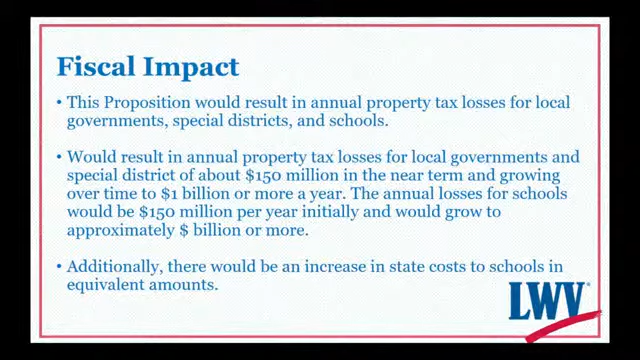 Fiscal Impact
• This Proposition would result in annual property tax losses for local
governments, special districts, and schools.
• Would result in annual property tax losses for local governments and
special district of about $150 million in the near term and growing
over time to $1 billion or more a year. The annual losses for schools
would be $150 million per year initially and would grow to
approximately $ billion or more.
• Additionally, there would be an increase in state costs to schools in
equivalent amounts.
LWV®